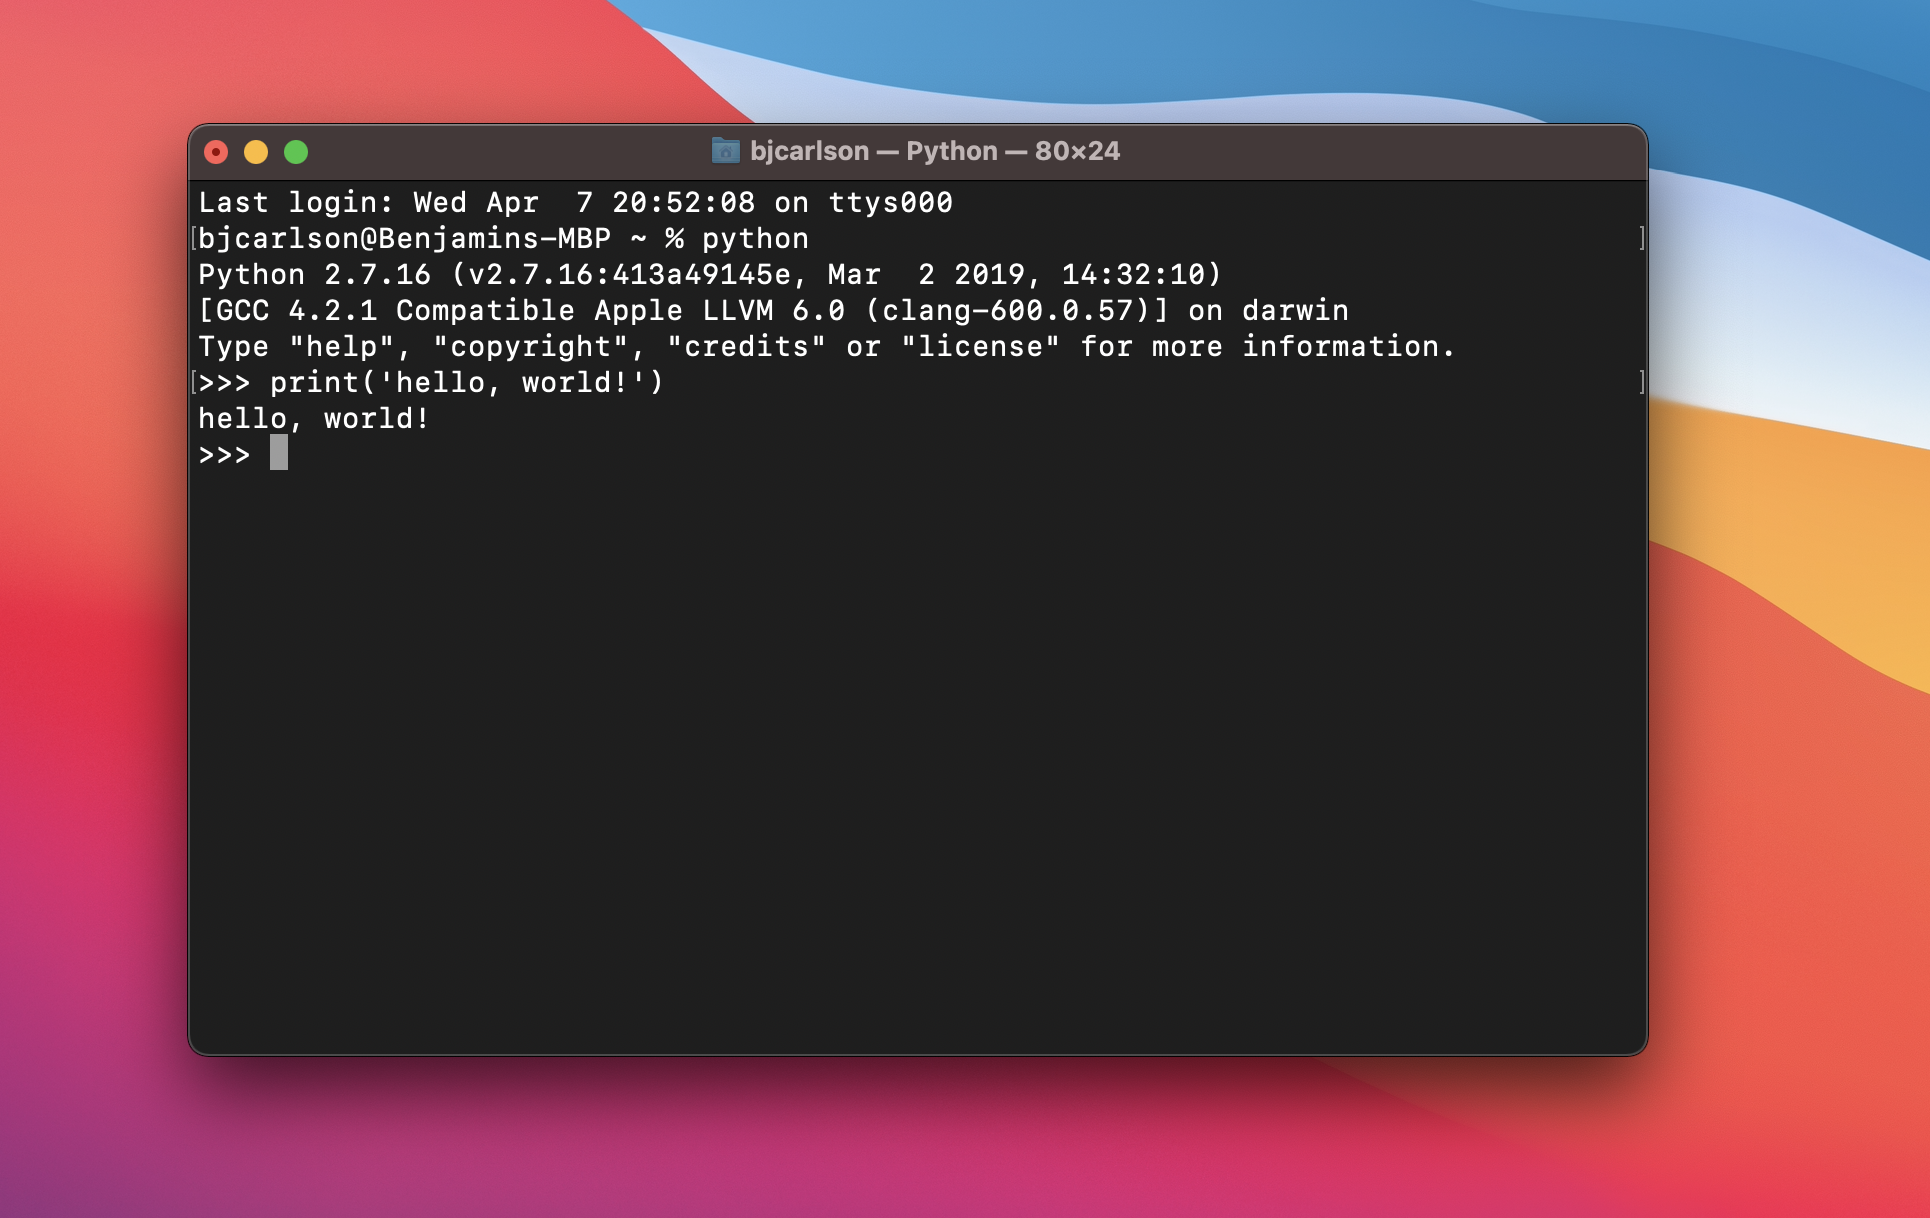 bjcarlson — Python — 80×24
Last login: Wed Apr  7 20:52:08 on ttys000
[bjcarlson@Benjamins-MBP ~ % python ]
Python 2.7.16 (v2.7.16:413a49145e, Mar  2 2019, 14:32:10)
[GCC 4.2.1 Compatible Apple LLVM 6.0 (clang-600.0.57)] on darwin
Type "help", "copyright", "credits" or "license" for more information.
[>>> print('hello, world!') ]
hello, world!
>>>